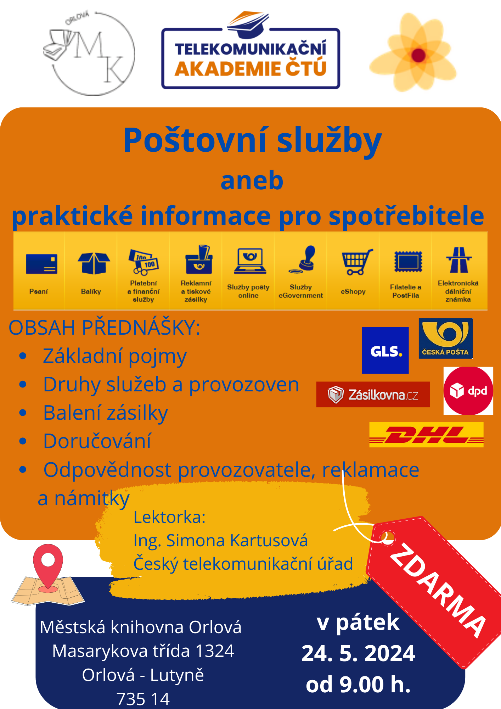 ORLOVÁ
MK
TELEKOMUNIKAČNÍ
AKADEMIE ČTÚ
Poštovní služby
aneb
praktické informace pro spotřebitele
Psaní
Balíky
Platební
a finanční
služby
Reklamní
a tiskové
zásilky
Služby pošty
online
Služby
eGovernment
eShopy
Filatelie a
PostFila
Elektronická
dálniční
známka
OBSAH PŘEDNÁŠKY:
• Základní pojmy
• Druhy služeb a provozoven
• Balení zásilky
• Doručování
• Odpovědnost provozovatele, reklamace
a námitky
GLS.
ČESKÁ POŠTA
Zásilkovna.cz
dpd
DHL
Lektorka:
Ing. Simona Kartusová
Český telekomunikační úřad
ZDARMA
Městská knihovna Orlová
Masarykova třída 1324
Orlová - Lutyně
735 14
v pátek
24. 5. 2024
od 9.00 h.